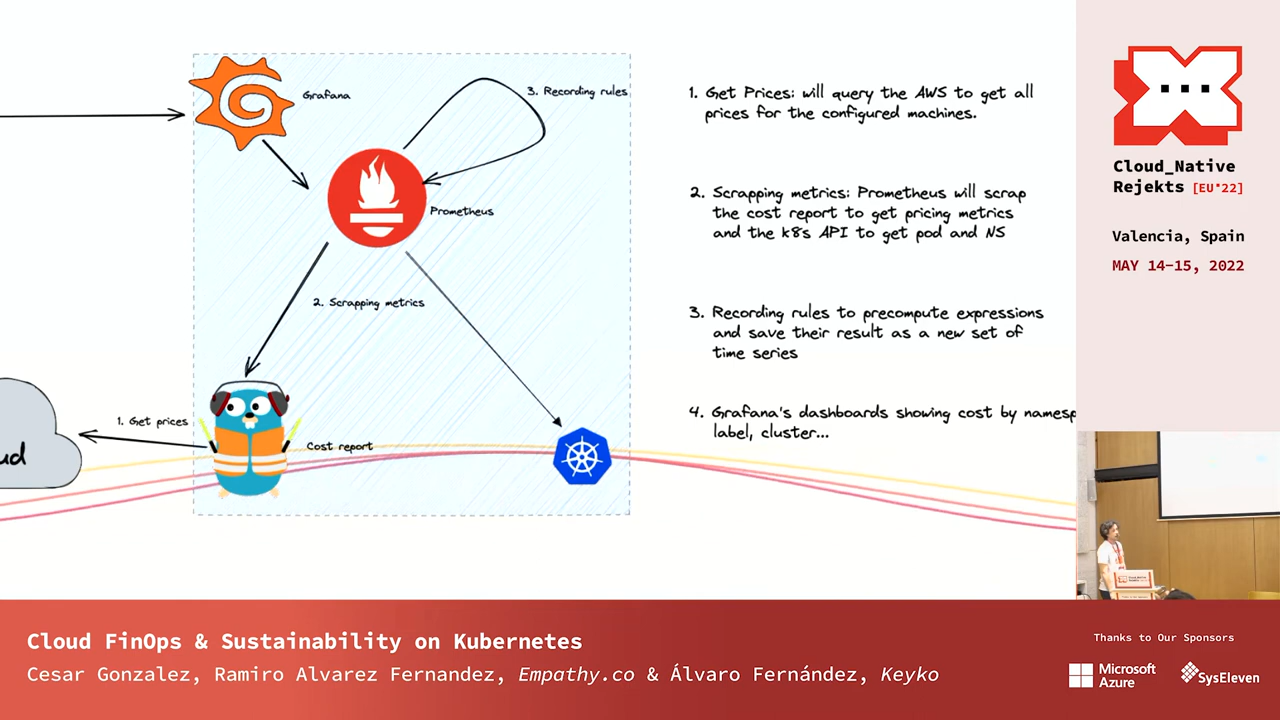 Grafana
3. Recording rules
Prometheus
2. Scrapping metrics
1. Get prices
Cost report
ud
1. Get Prices: will query the AWS to get all
prices for the configured machines.
2. Scrapping metrics: Prometheus will scrap
the cost report to get pricing metrics
and the k8s API to get pod and NS
3. Recording rules to precompute expressions
and save their result as a new set of
time series
4. Grafana's dashboards showing cost by namesp
label, cluster...
Cloud_Native
Rejekts [EU*22]
Valencia, Spain
MAY 14-15, 2022
Cloud FinOps & Sustainability on Kubernetes
Cesar Gonzalez, Ramiro Alvarez Fernandez, Empathy.co & Álvaro Fernández, Keyko
Thanks to Our Sponsors
Microsoft
Azure
SysEleven